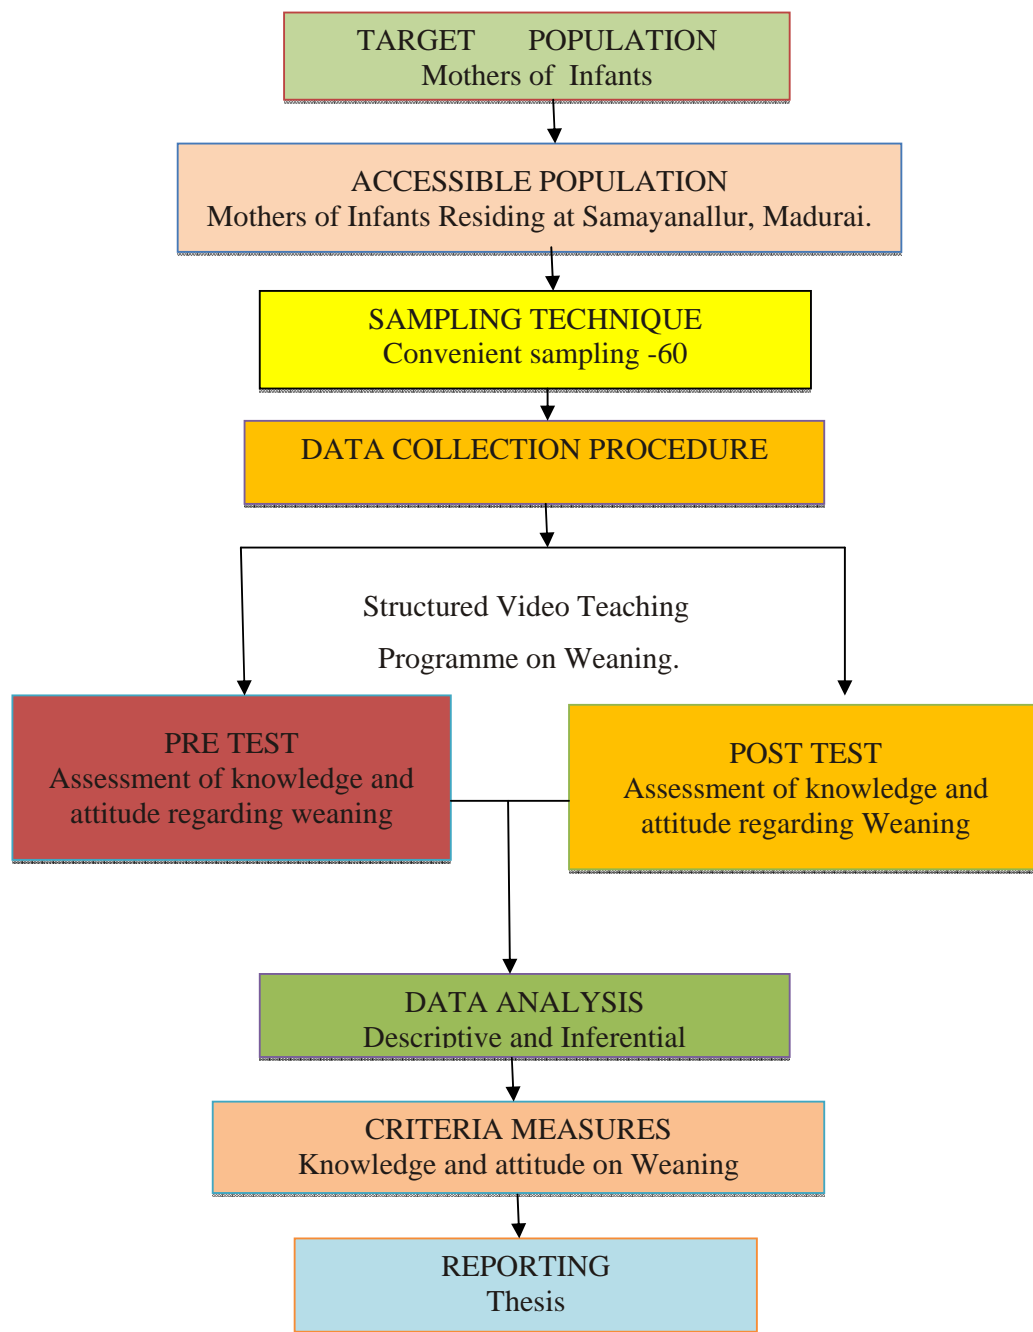 TARGET POPULATION
Mothers of Infants
ACCESSIBLE POPULATION
Mothers of Infants Residing at Samayanallur, Madurai.
SAMPLING TECHNIQUE
Convenient sampling -60
DATA COLLECTION PROCEDURE
Structured Video Teaching
Programme on Weaning.
PRE TEST
Assessment of knowledge and
attitude regarding weaning
POST TEST
Assessment of knowledge and
attitude regarding Weaning
DATA ANALYSIS
Descriptive and Inferential
CRITERIA MEASURES
Knowledge and attitude on Weaning
REPORTING
Thesis